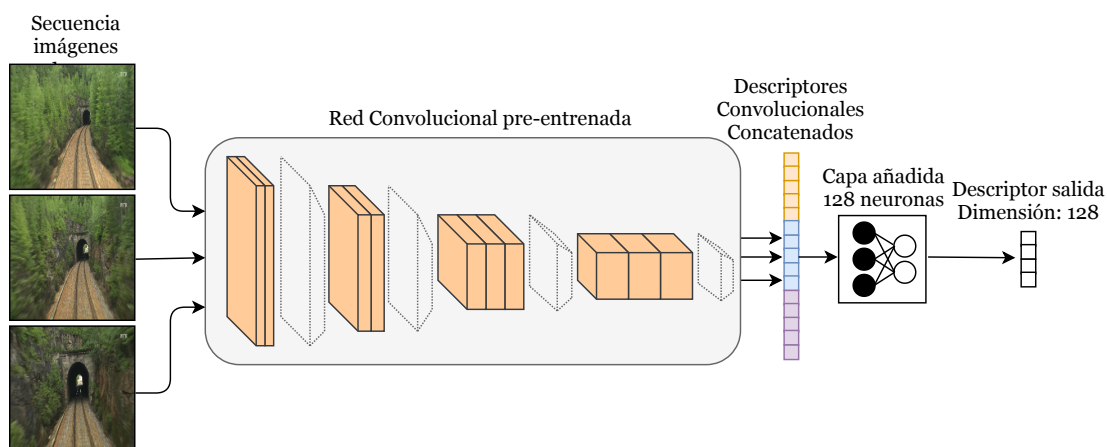 Secuencia
imágenes
Red Convolucional pre-entrenada
Descriptores
Convolucionales
Concatenados
Capa añadida
128 neuronas
Descriptor salida
Dimensión: 128